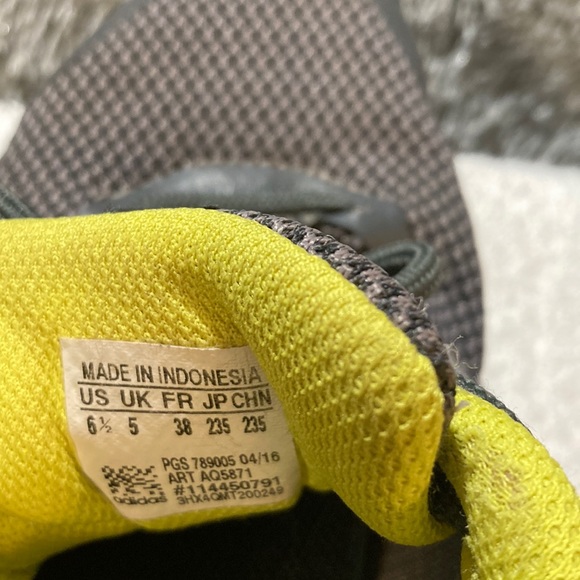 MADE IN INDONESIA
US UK FR JP CHN
6½ 5 38 235 235
PGS 789005 04/16
ART AQ5871
#114450791
adidas 3HX4QMT200249